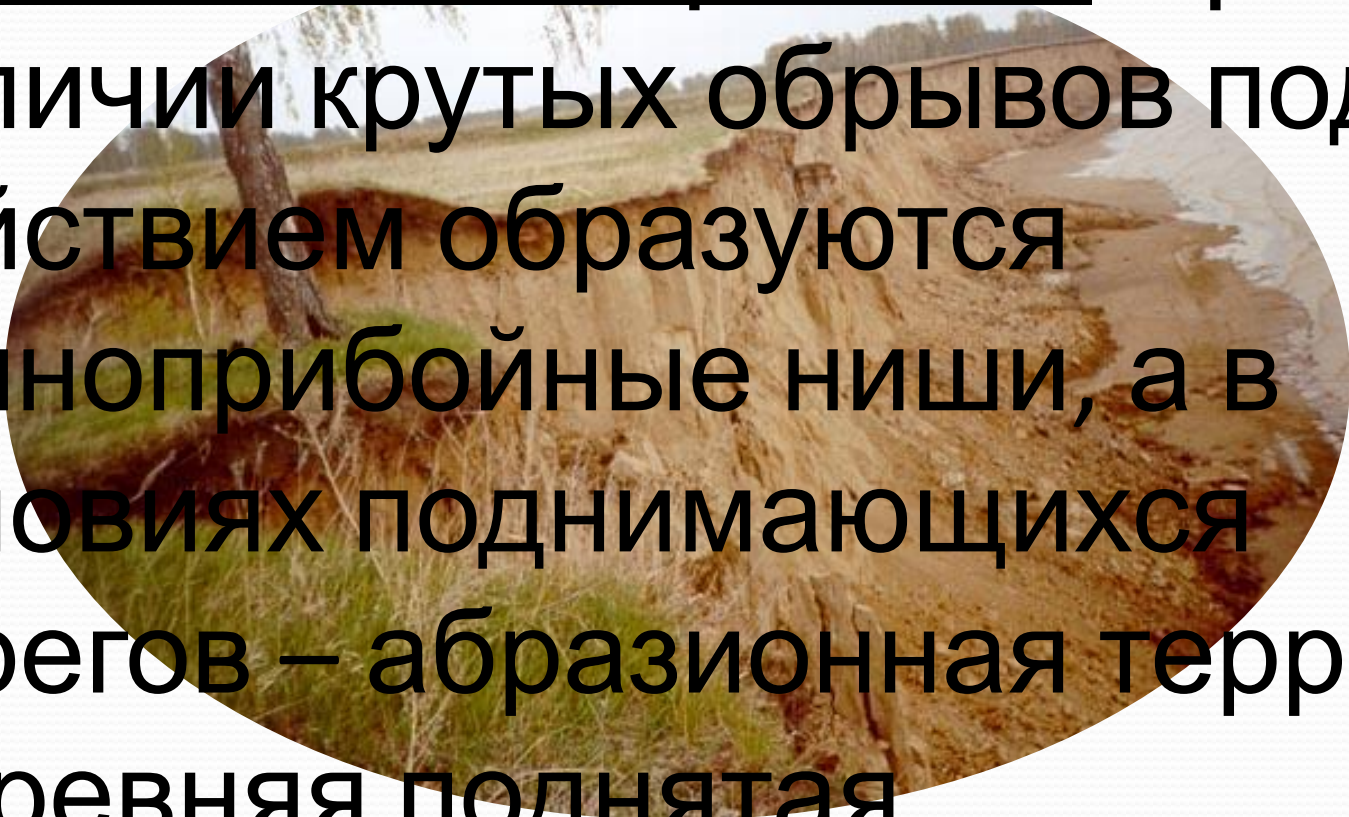 личии крутых обрывов под
йствием образуются
нноприбойные ниши, а в
ловиях поднимающихся
регов – абразионная терр
ревняя поднятая